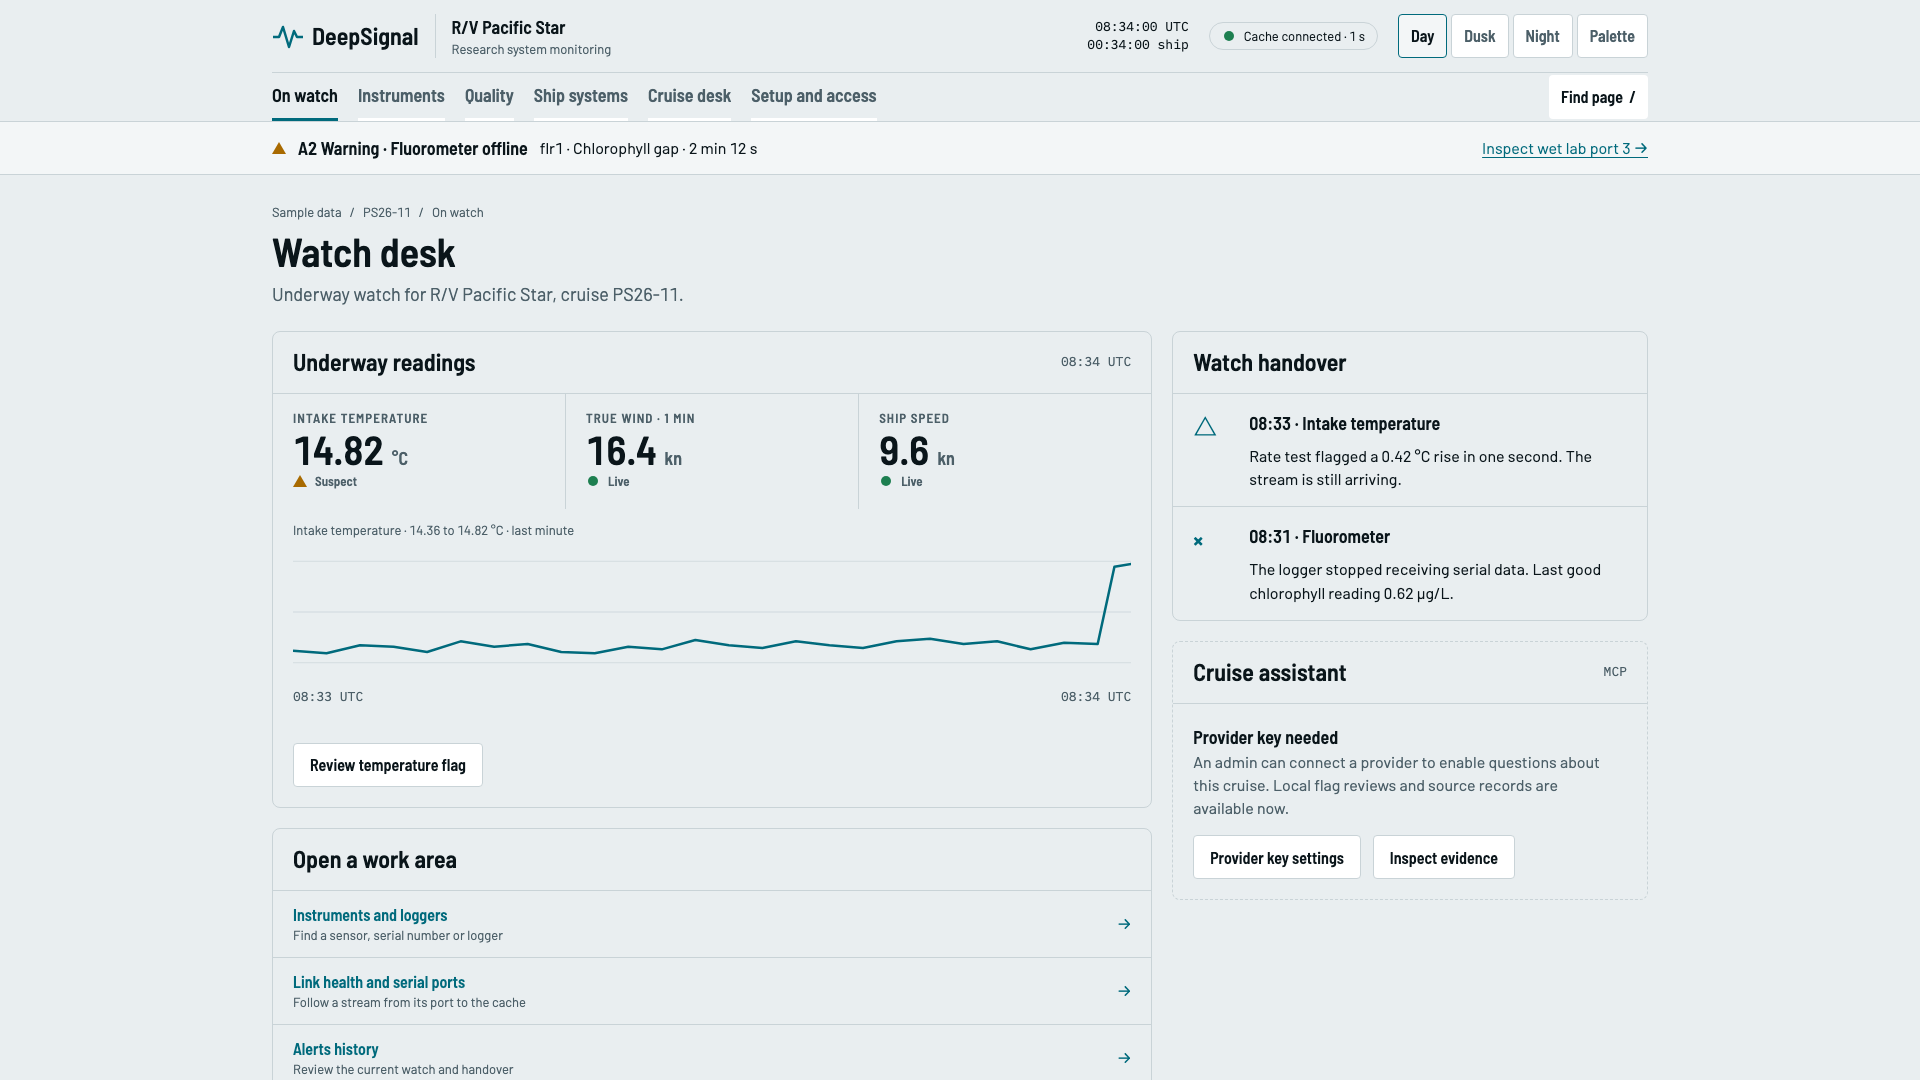 DeepSignal
R/V Pacific Star
Research system monitoring
08:34:00 UTC
00:34:00 ship
Cache connected · 1 s
Day
Dusk
Night
Palette
On watch
Instruments
Quality
Ship systems
Cruise desk
Setup and access
Find page /
A2 Warning · Fluorometer offline flr1 · Chlorophyll gap · 2 min 12 s
Inspect wet lab port 3 →
Sample data / PS26-11 / On watch
Watch desk
Underway watch for R/V Pacific Star, cruise PS26-11.
Underway readings
08:34 UTC
INTAKE TEMPERATURE
14.82 °C
Suspect
TRUE WIND · 1 MIN
16.4 kn
Live
SHIP SPEED
9.6 kn
Live
Intake temperature · 14.36 to 14.82 °C · last minute
08:33 UTC
08:34 UTC
Review temperature flag
Open a work area
Instruments and loggers
Find a sensor, serial number or logger
→
Link health and serial ports
Follow a stream from its port to the cache
→
Alerts history
Review the current watch and handover
→
Watch handover
08:33 · Intake temperature
Rate test flagged a 0.42 °C rise in one second. The
stream is still arriving.
08:31 · Fluorometer
The logger stopped receiving serial data. Last good
chlorophyll reading 0.62 µg/L.
Cruise assistant
MCP
Provider key needed
An admin can connect a provider to enable questions about
this cruise. Local flag reviews and source records are
available now.
Provider key settings
Inspect evidence